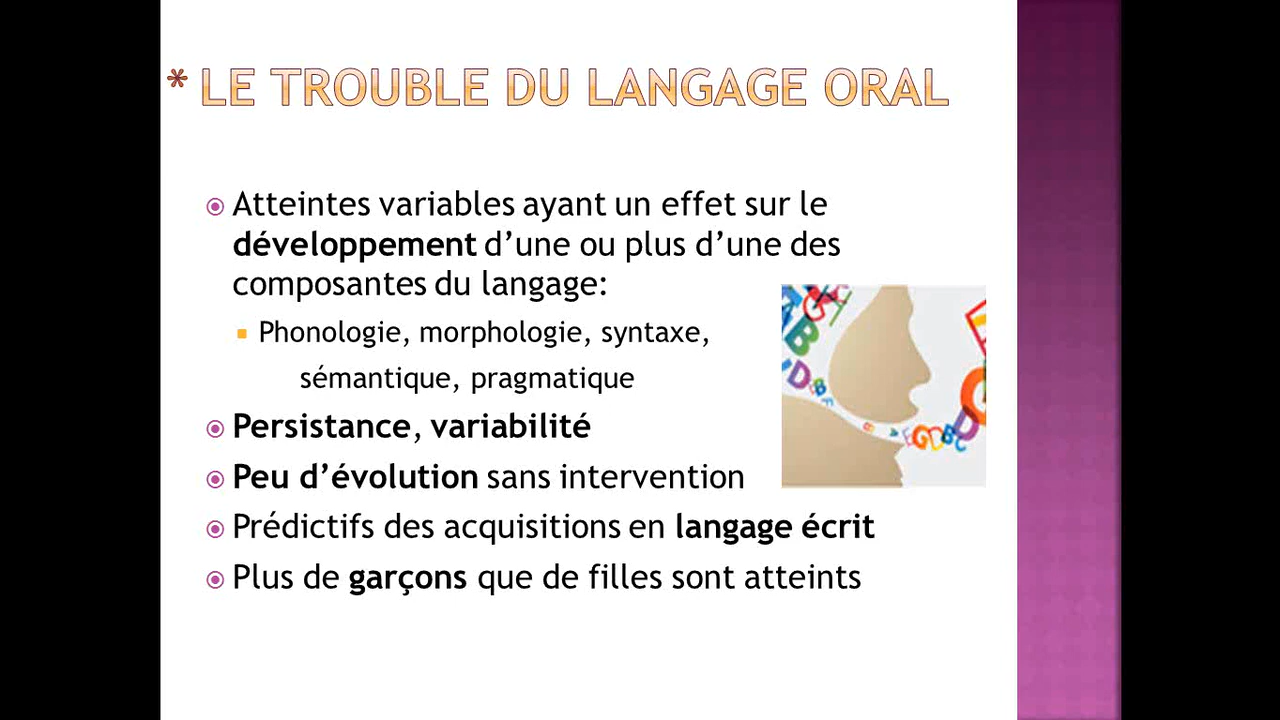 * LE TROUBLE DU LANGAGE ORAL
Atteintes variables ayant un effet sur le
développement d’une ou plus d’une des
composantes du langage:
Phonologie, morphologie, syntaxe,
sémantique, pragmatique
Persistance, variabilité
Peu d’évolution sans intervention
Prédictifs des acquisitions en langage écrit
Plus de garçons que de filles sont atteints